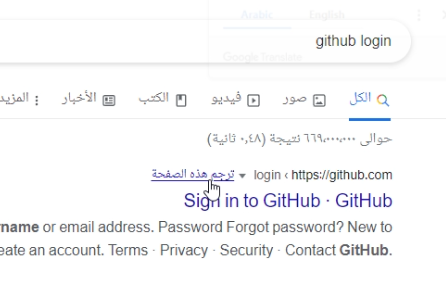 Arabic English
Google Translate
github login
الكل صور فيديو الكتب الأخبار المزيد
حوالى ٦٦٩٬٠٠٠٬٠٠٠ نتيجة (٠٫٤٨ ثانية)
https://github.com › login ترجم هذه الصفحة
Sign in to GitHub · GitHub
name or email address. Password Forgot password? New to
eate an account. Terms · Privacy · Security · Contact GitHub.